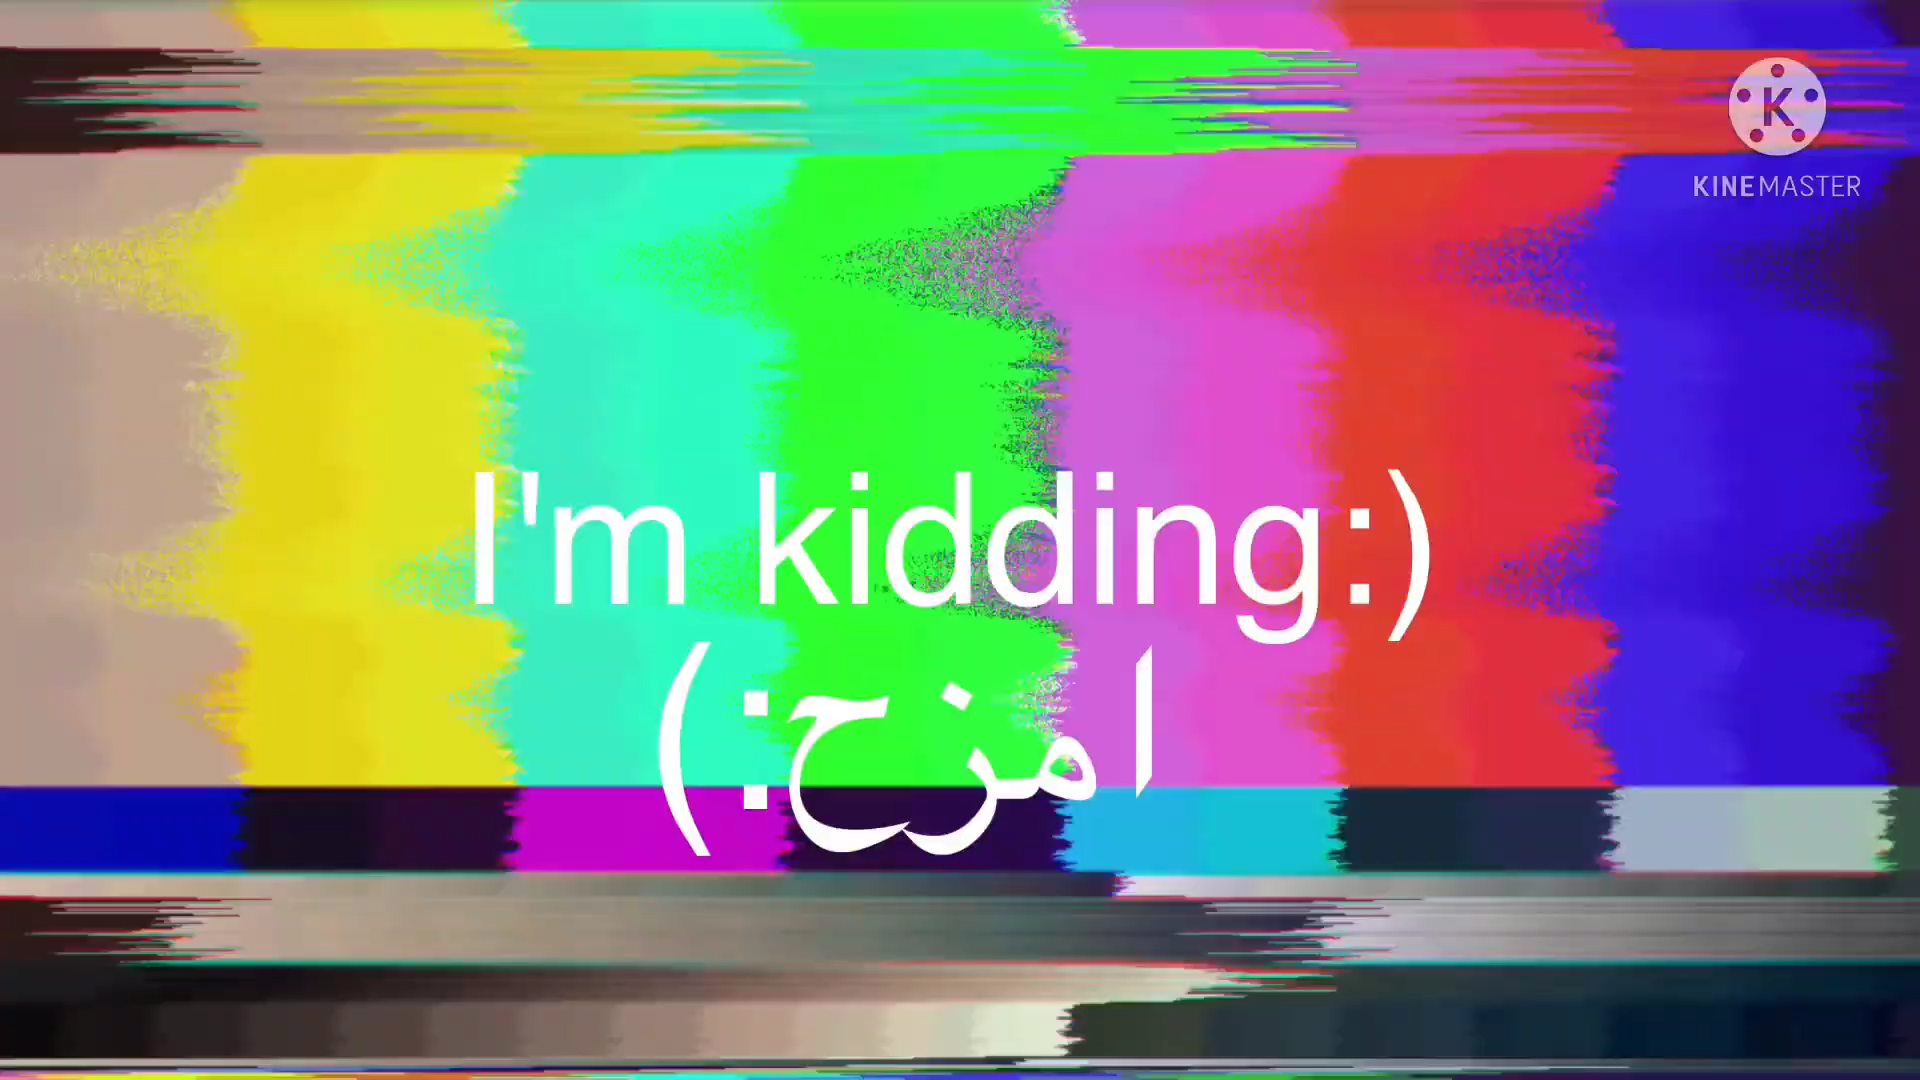 KINEMASTER
I'm kidding:)
امزح:)